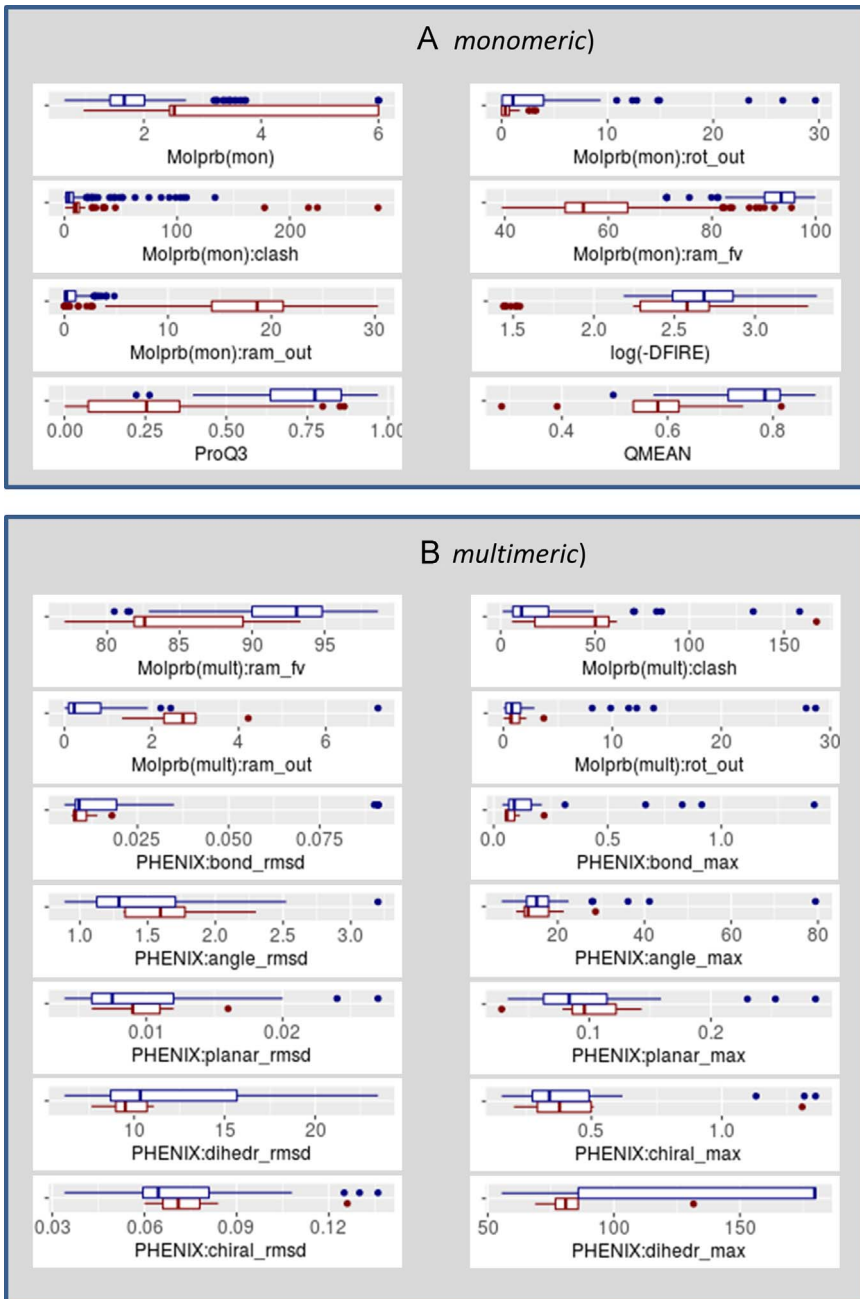 A monomeric)
2 4 6
Molprb(mon)
0 10 20 30
Molprb(mon):rot_out
0 100 200
Molprb(mon):clash
40 60 80 100
Molprb(mon):ram_fv
0 10 20 30
Molprb(mon):ram_out
1.5 2.0 2.5 3.0
log(-DFIRE)
0.00 0.25 0.50 0.75 1.00
ProQ3
0.4 0.6 0.8
QMEAN
B multimeric)
80 85 90 95
Molprb(mult):ram_fv
0 50 100 150
Molprb(mult):clash
0 2 4 6
Molprb(mult):ram_out
0 10 20 30
Molprb(mult):rot_out
0.025 0.050 0.075
PHENIX:bond_rmsd
0.0 0.5 1.0
PHENIX:bond_max
1.0 1.5 2.0 2.5 3.0
PHENIX:angle_rmsd
20 40 60 80
PHENIX:angle_max
0.01 0.02
PHENIX:planar_rmsd
0.1 0.2
PHENIX:planar_max
10 15 20
PHENIX:dihedr_rmsd
0.5 1.0
PHENIX:chiral_max
0.03 0.06 0.09 0.12
PHENIX:chiral_rmsd
50 100 150
PHENIX:dihedr_max